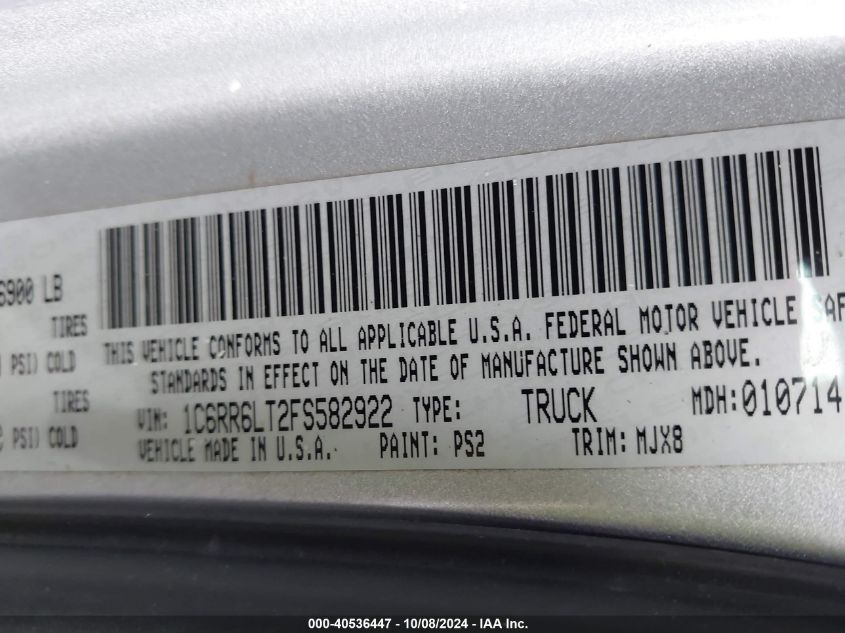 6900 LB
TIRES
PSI) COLD
TIRES
PSI) COLD
THIS VEHICLE CONFORMS TO ALL APPLICABLE U.S.A. FEDERAL MOTOR VEHICLE SAF
STANDARDS IN EFFECT ON THE DATE OF MANUFACTURE SHOWN ABOVE.
VIN: 1C6RR6LT2FS582922 TYPE: TRUCK MDH:010714
VEHICLE MADE IN U.S.A. PAINT: PS2 TRIM: MJX8
000-40536447 - 10/08/2024 - IAA Inc.